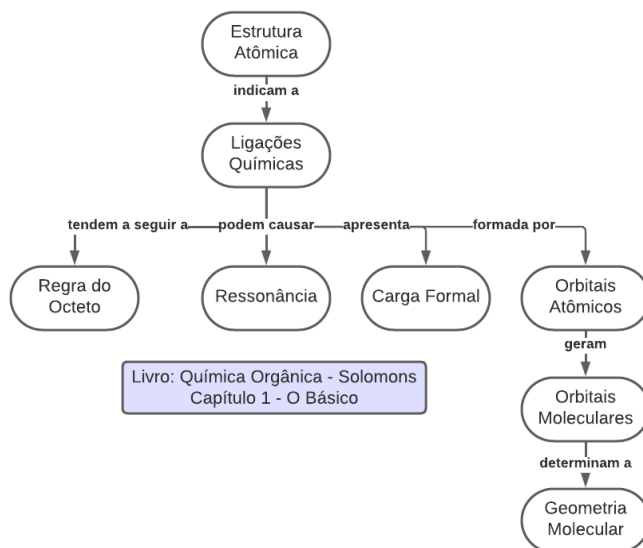 Estrutura
Atômica
indicam a
Ligações
Químicas
tendem a seguir a
podem causar
apresenta
formada por
Regra do
Octeto
Ressonância
Carga Formal
Orbitais
Atômicos
geram
Livro: Química Orgânica - Solomons
Capítulo 1 - O Básico
Orbitais
Moleculares
determinam a
Geometria
Molecular